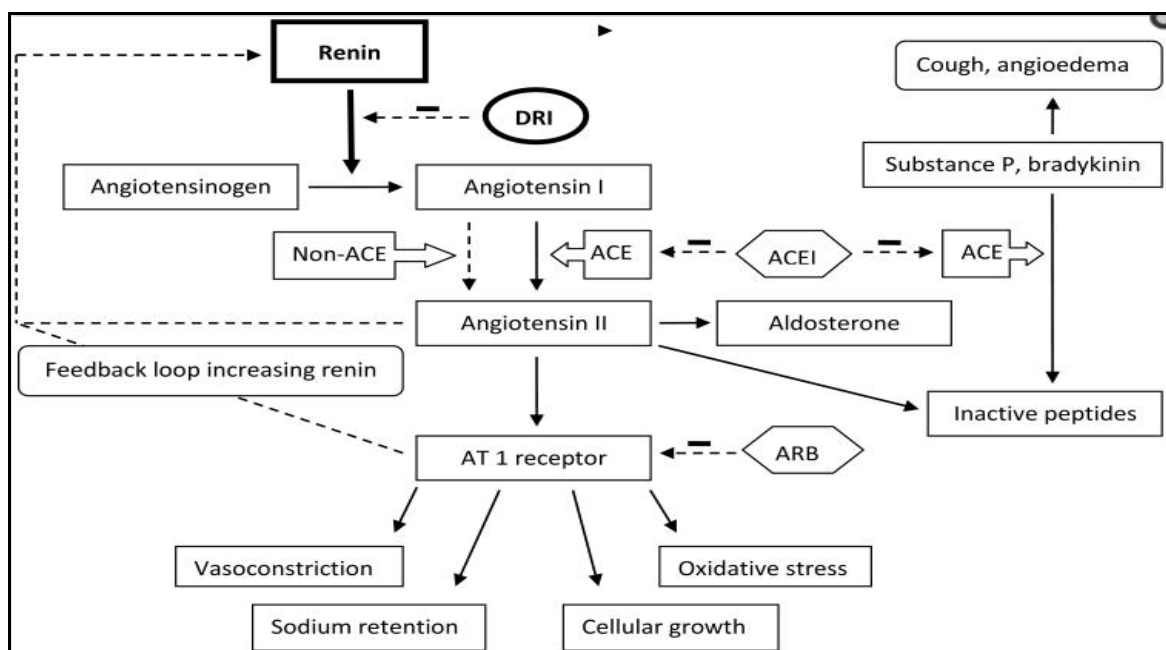 Renin
Cough, angioedema
DRI
Substance P, bradykinin
Angiotensinogen
Angiotensin I
Non-ACE
ACE
ACEI
ACE
Angiotensin II
Aldosterone
Feedback loop increasing renin
Inactive peptides
AT 1 receptor
ARB
Vasoconstriction
Oxidative stress
Sodium retention
Cellular growth